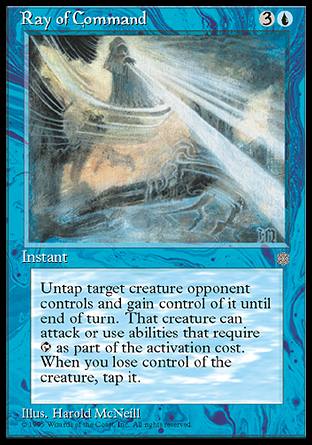 Ray of Command 3
Instant
Untap target creature opponent
controls and gain control of it until
end of turn. That creature can
attack or use abilities that require
as part of the activation cost.
When you lose control of the
creature, tap it.
Illus. Harold McNeill
© 1995 Wizards of the Coast, Inc. All rights reserved.